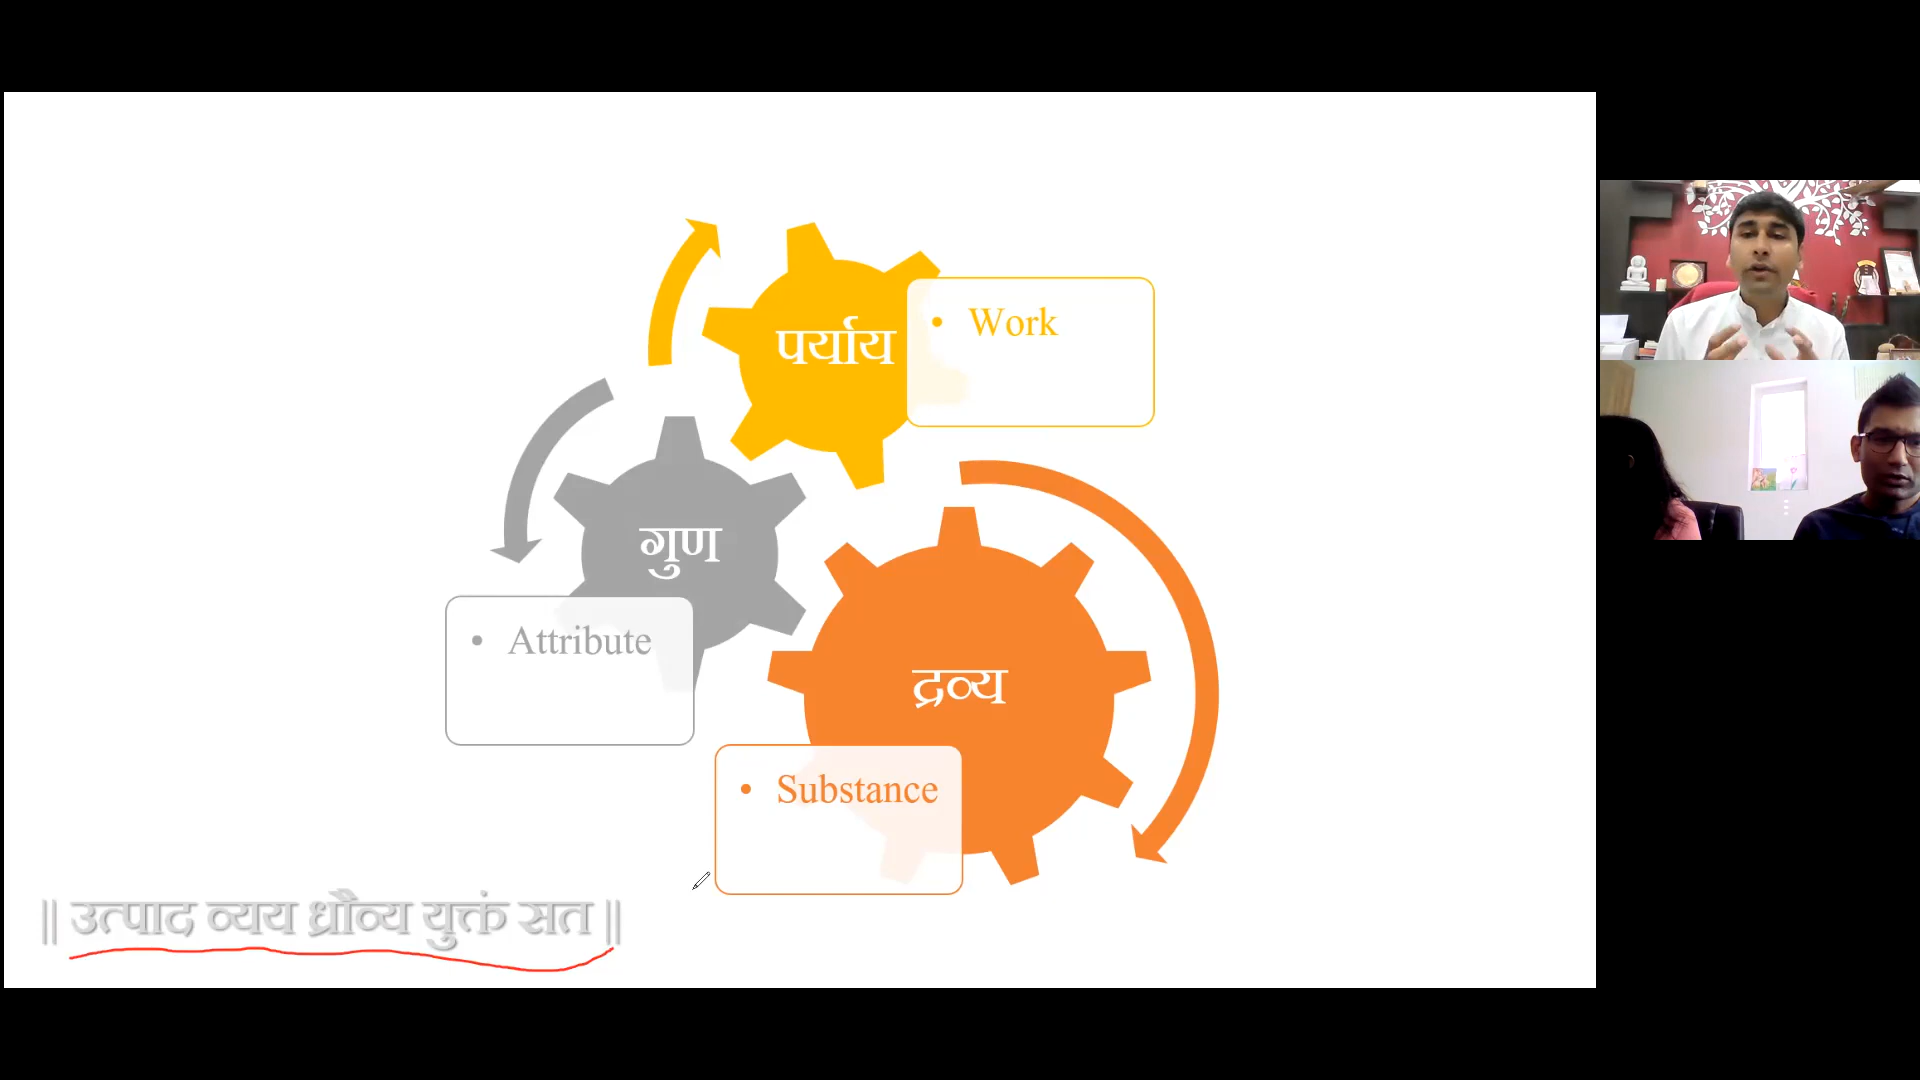 पर्याय
• Work
गुण
• Attribute
द्रव्य
• Substance
|| उत्पाद व्यय ध्रौव्य युक्तं सत ||